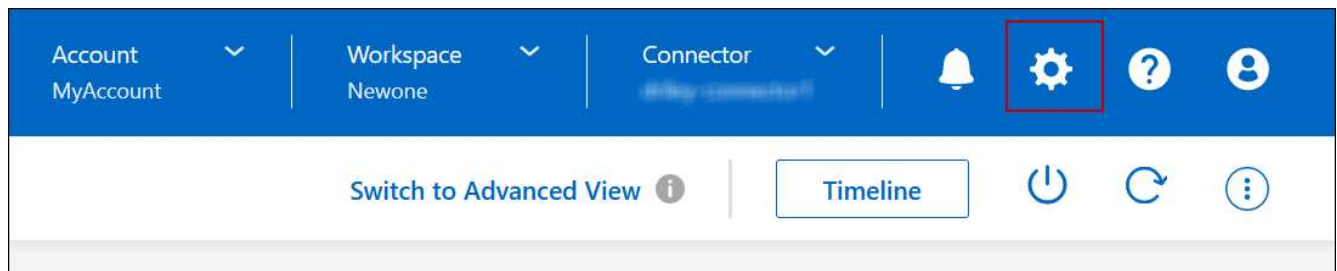 Account
MyAccount
Workspace
Newone
Connector
Switch to Advanced View
Timeline